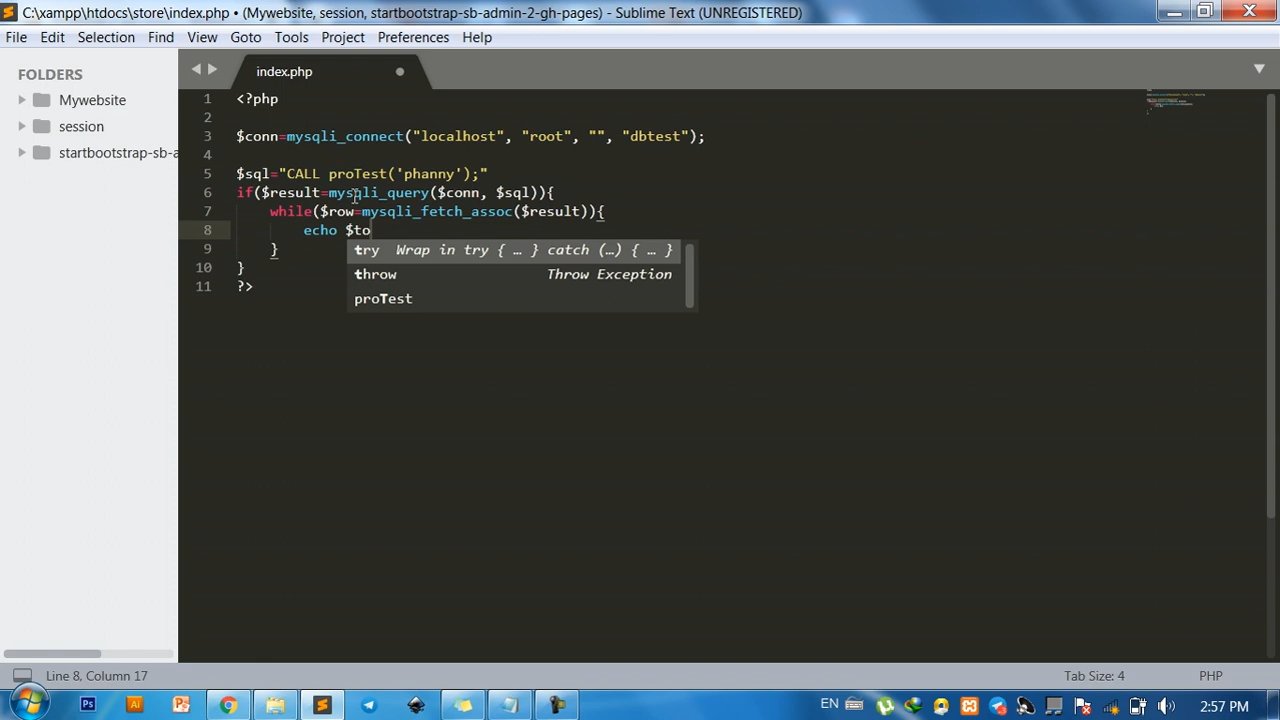 C:\xampp\htdocs\store\index.php • (Mywebsite, session, startbootstrap-sb-admin-2-gh-pages) - Sublime Text (UNREGISTERED)
File Edit Selection Find View Goto Tools Project Preferences Help
FOLDERS
Mywebsite
session
startbootstrap-sb-a
index.php
1 <?php
2
3 $conn=mysqli_connect("localhost", "root", "", "dbtest");
4
5 $sql="CALL proTest('phanny');"
6 if($result=mysqli_query($conn, $sql)){
7 while($row=mysqli_fetch_assoc($result)){
8 echo $to
9 }
10 }
11 ?>
try Wrap in try { … } catch (…) { … }
throw Throw Exception
proTest
Line 8, Column 17
Tab Size: 4
PHP
Ps
Ai
EN
2:57 PM